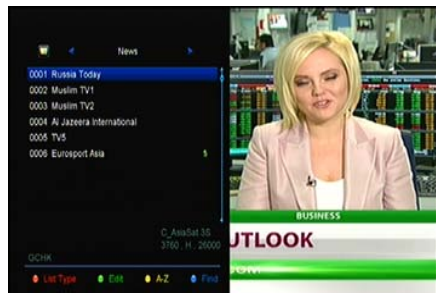 News
0001 Russia Today
0002 Muslim TV1
0003 Muslim TV2
0004 Al Jazeera International
0005 TV5
0006 Eurosport Asia 5
C_AsiaSat 3S
3760 . H . 26000
GCHK
List Type Edit A-Z Find
BUSINESS
UTLOOK